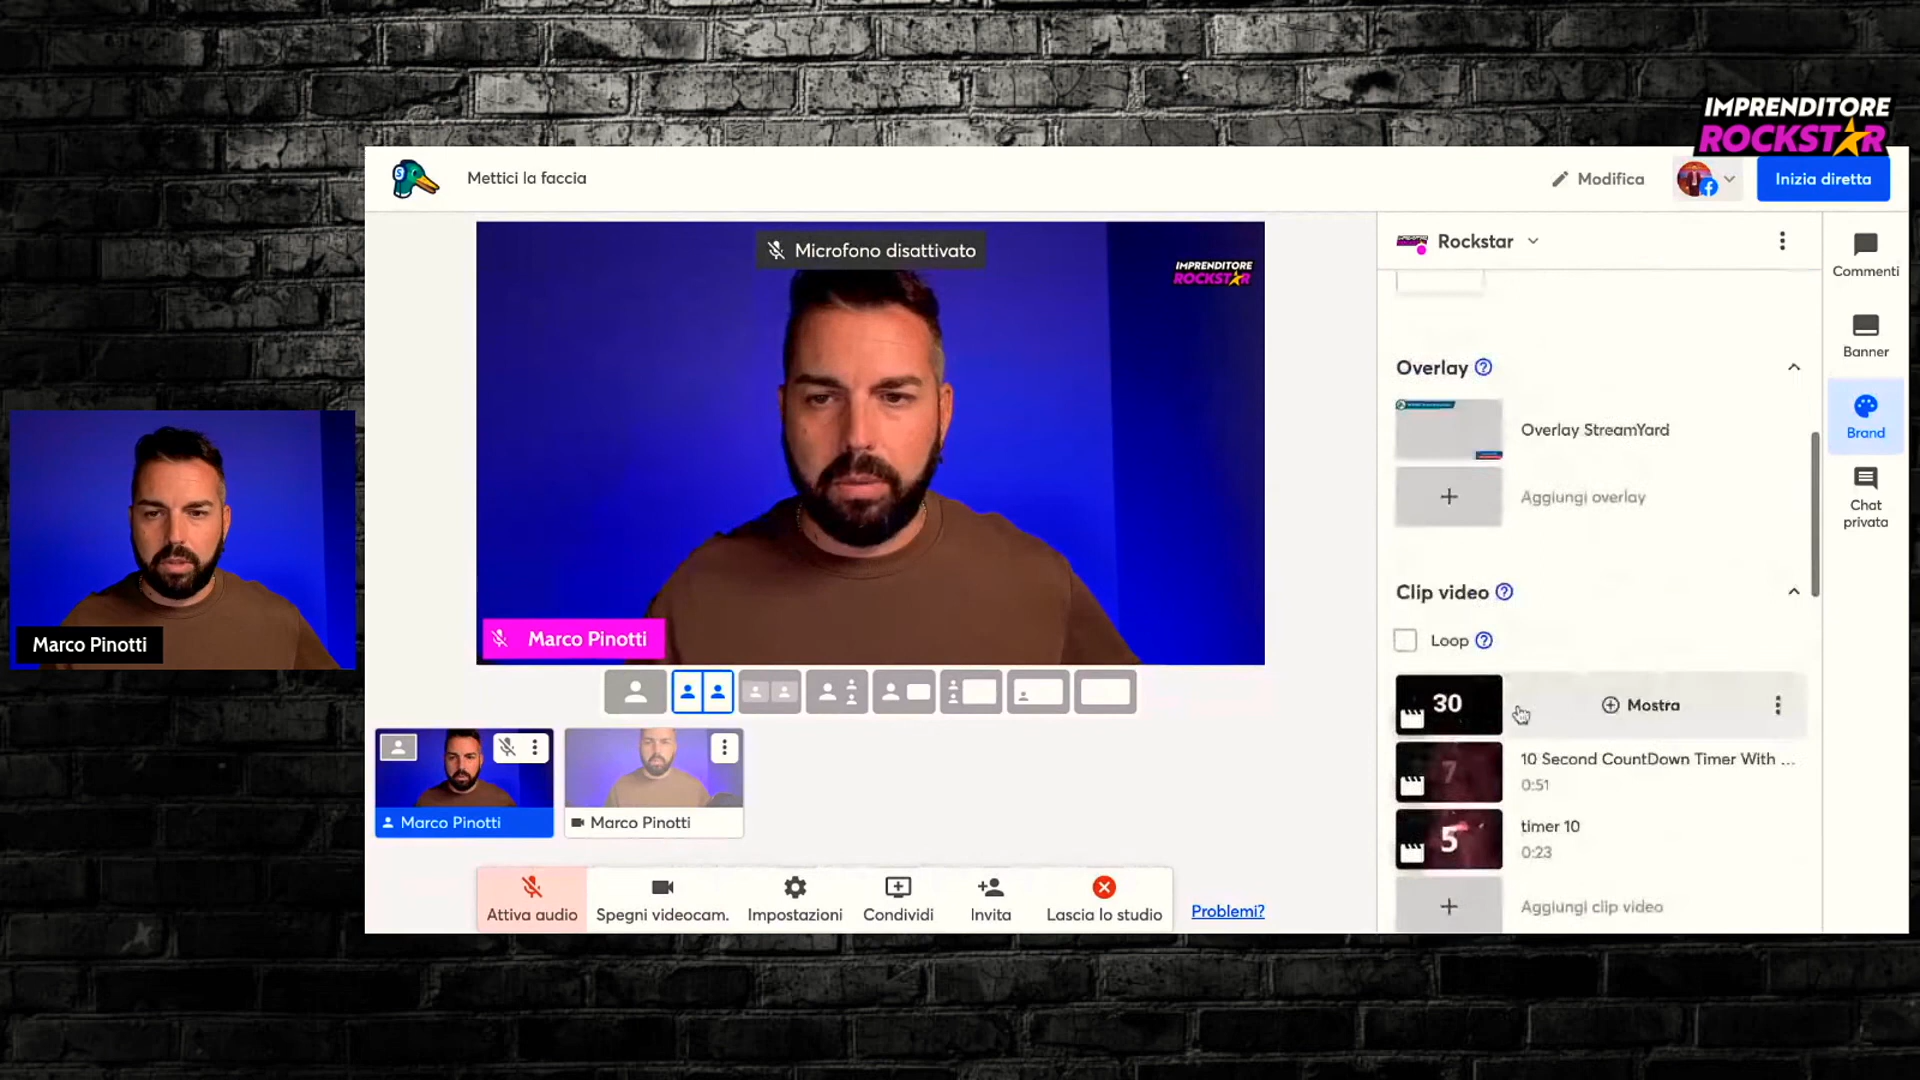 IMPRENDITORE
ROCKSTAR
Mettici la faccia
Modifica
Inizia diretta
Microfono disattivato
IMPRENDITORE
ROCKSTAR
Marco Pinotti
Marco Pinotti
Marco Pinotti
Marco Pinotti
Attiva audio
Spegni videocam.
Impostazioni
Condividi
Invita
Lascia lo studio
Problemi?
Rockstar
Overlay
Overlay StreamYard
Aggiungi overlay
Clip video
Loop
30
Mostra
7
10 Second CountDown Timer With ...
0:51
5
timer 10
0:23
Aggiungi clip video
Commenti
Banner
Brand
Chat
privata